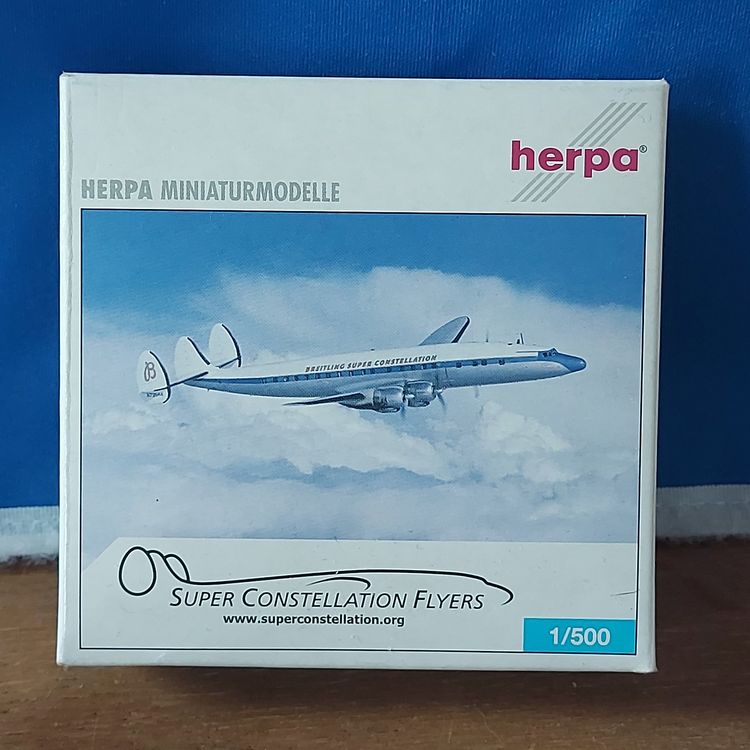 herpa®
HERPA MINIATURMODELLE
BREITLING SUPER CONSTELLATION
SUPER CONSTELLATION FLYERS
www.superconstellation.org
1/500